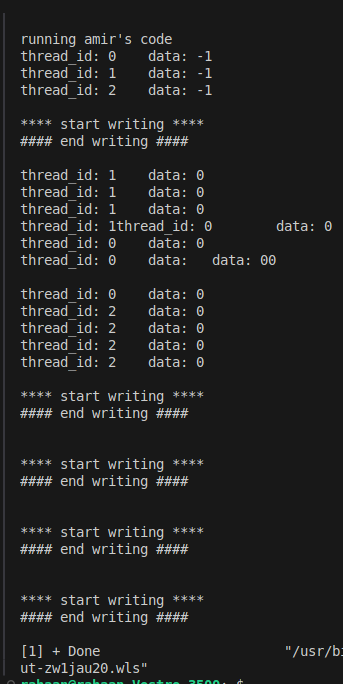 running amir's code
thread_id: 0    data: -1
thread_id: 1    data: -1
thread_id: 2    data: -1
**** start writing ****
#### end writing ####
thread_id: 1    data: 0
thread_id: 1    data: 0
thread_id: 1    data: 0
thread_id: 1thread_id: 0        data: 0
thread_id: 0    data: 0
thread_id: 0    data:   data: 00
thread_id: 0    data: 0
thread_id: 2    data: 0
thread_id: 2    data: 0
thread_id: 2    data: 0
thread_id: 2    data: 0
**** start writing ****
#### end writing ####
**** start writing ****
#### end writing ####
**** start writing ****
#### end writing ####
**** start writing ****
#### end writing ####
[1] + Done                       "/usr/bi
ut-zw1jau20.wls"